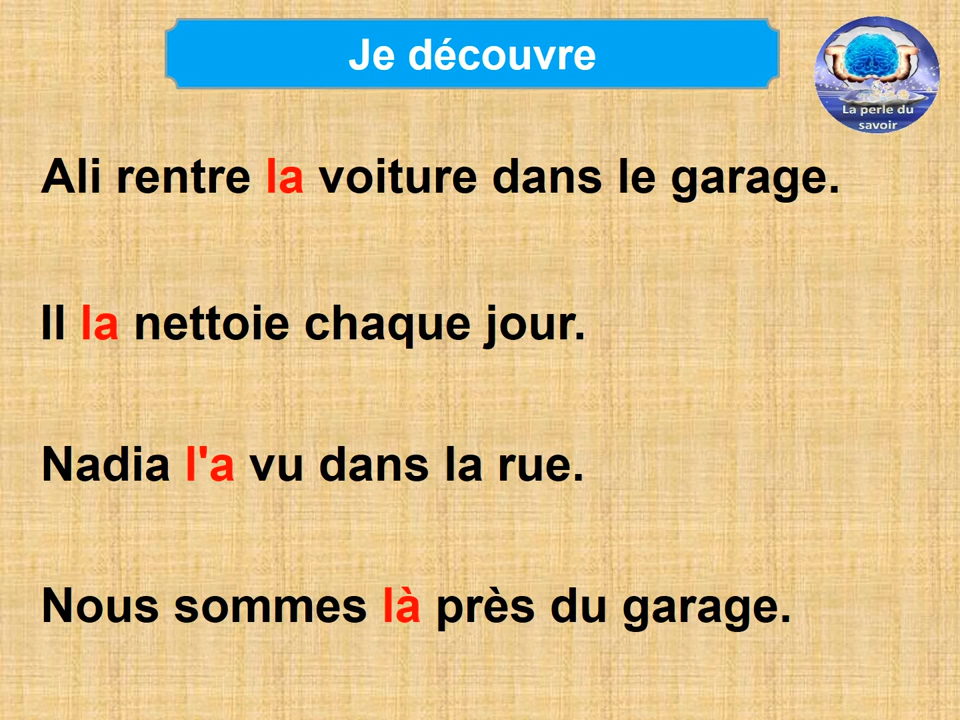 Je découvre
La perle du
savoir
Ali rentre la voiture dans le garage.
Il la nettoie chaque jour.
Nadia l'a vu dans la rue.
Nous sommes là près du garage.